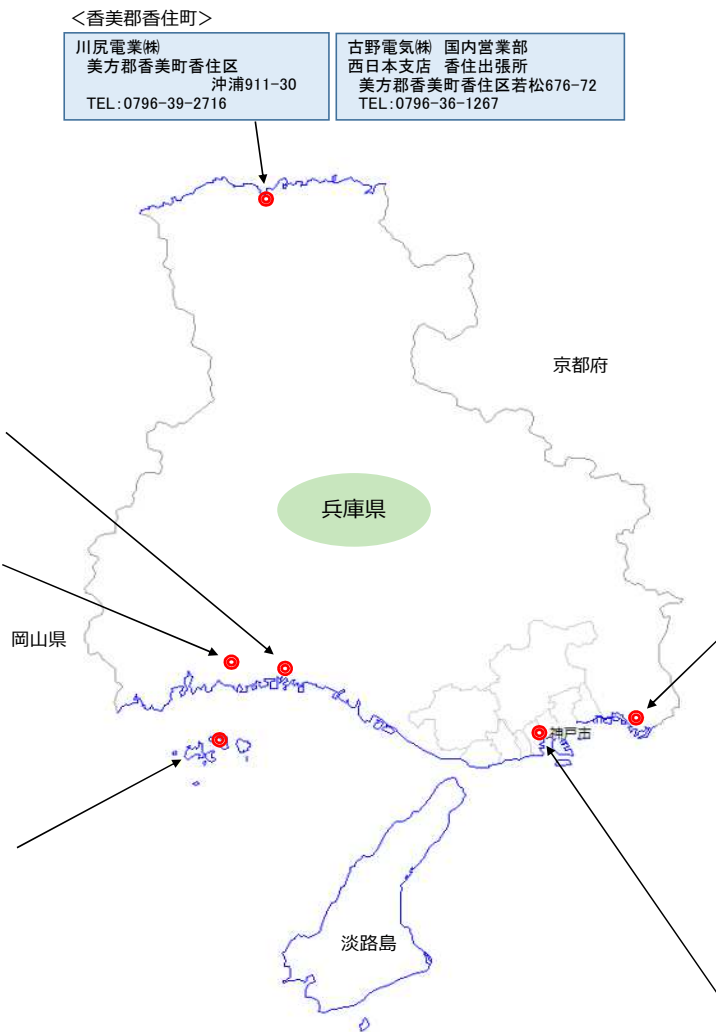 ＜香美郡香住町＞
川尻電業㈱
美方郡香美町香住区
沖浦911-30
TEL:0796-39-2716
古野電気㈱ 国内営業部
西日本支店 香住出張所
美方郡香美町香住区若松676-72
TEL:0796-36-1267
京都府
兵庫県
岡山県
神戸市
淡路島